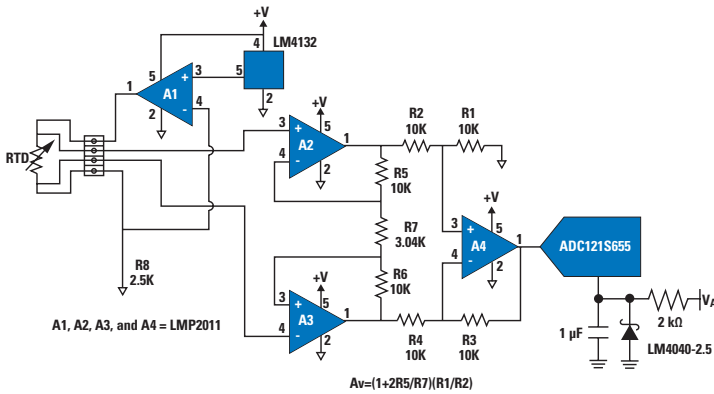 +V
LM4132
4
5
2
5
3
1
A1
+
-
4
2
RTD
R8
2.5K
A1, A2, A3, and A4 = LMP2011
+V
3
5
1
+
A2
4
-
2
R2
10K
R1
10K
R5
10K
R7
3.04K
R6
10K
+V
3
5
1
+
A3
4
-
2
R4
10K
R3
10K
+V
3
5
1
+
A4
4
-
2
ADC121S655
1 µF
2 kΩ
LM4040-2.5
Av=(1+2R5/R7)(R1/R2)